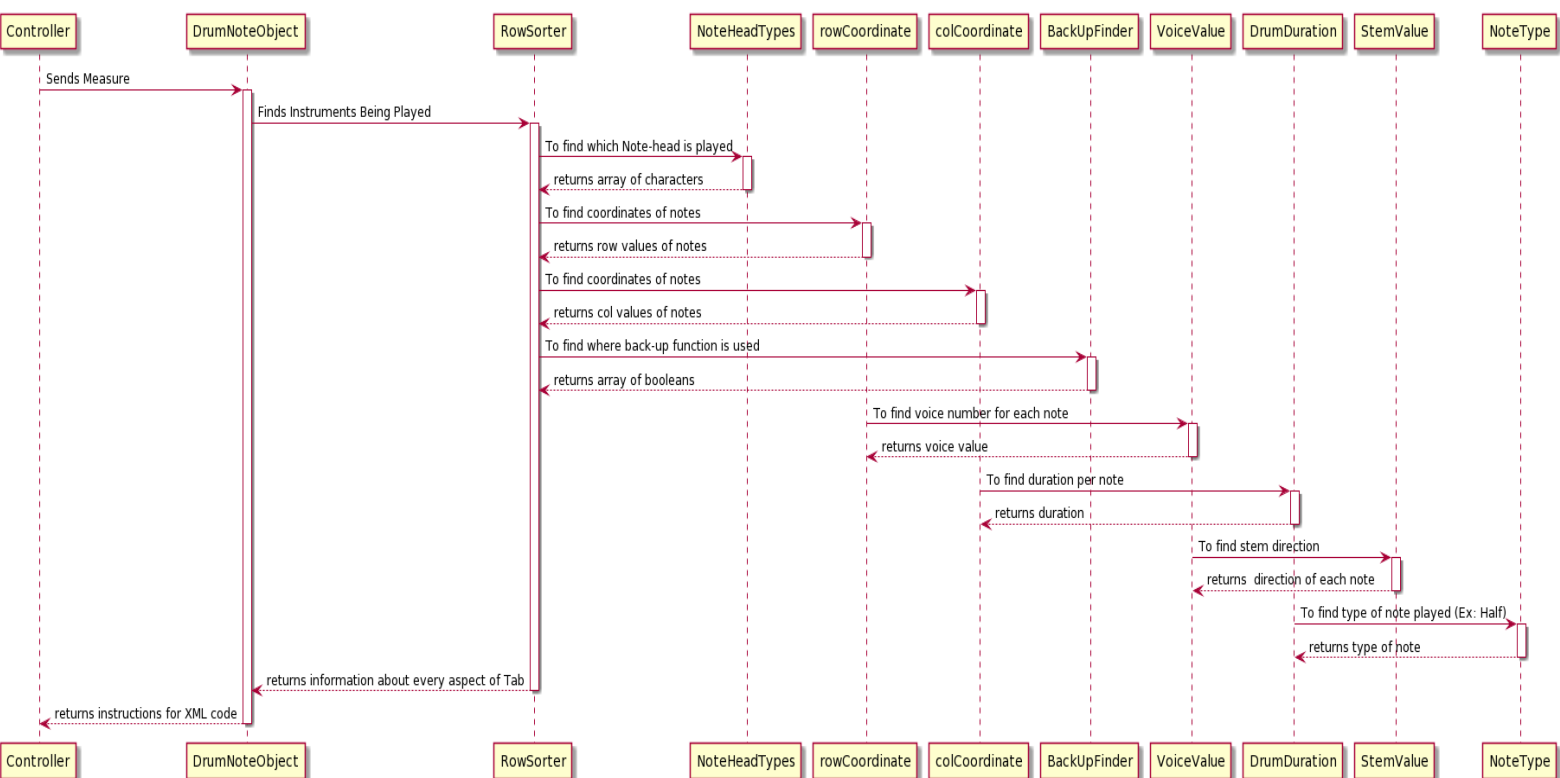 Controller DrumNoteObject RowSorter NoteHeadTypes rowCoordinate colCoordinate BackUpFinder VoiceValue DrumDuration StemValue NoteType
Sends Measure
Finds Instruments Being Played
To find which Note-head is played
returns array of characters
To find coordinates of notes
returns row values of notes
To find coordinates of notes
returns col values of notes
To find where back-up function is used
returns array of booleans
To find voice number for each note
returns voice value
To find duration per note
returns duration
To find stem direction
returns direction of each note
To find type of note played (Ex: Half)
returns type of note
returns information about every aspect of Tab
returns instructions for XML code
Controller DrumNoteObject RowSorter NoteHeadTypes rowCoordinate colCoordinate BackUpFinder VoiceValue DrumDuration StemValue NoteType